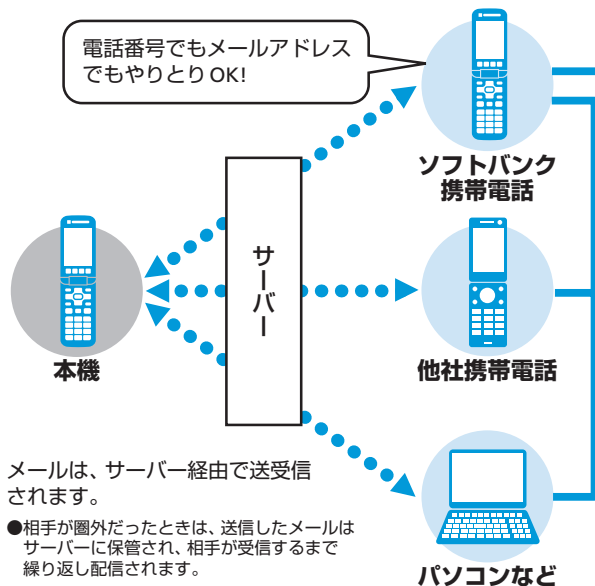 電話番号でもメールアドレス
でもやりとりOK!
ソフトバンク
携帯電話
サーバー
本機
他社携帯電話
メールは、サーバー経由で送受信
されます。
●相手が圏外だったときは、送信したメールは
サーバーに保管され、相手が受信するまで
繰り返し配信されます。
パソコンなど